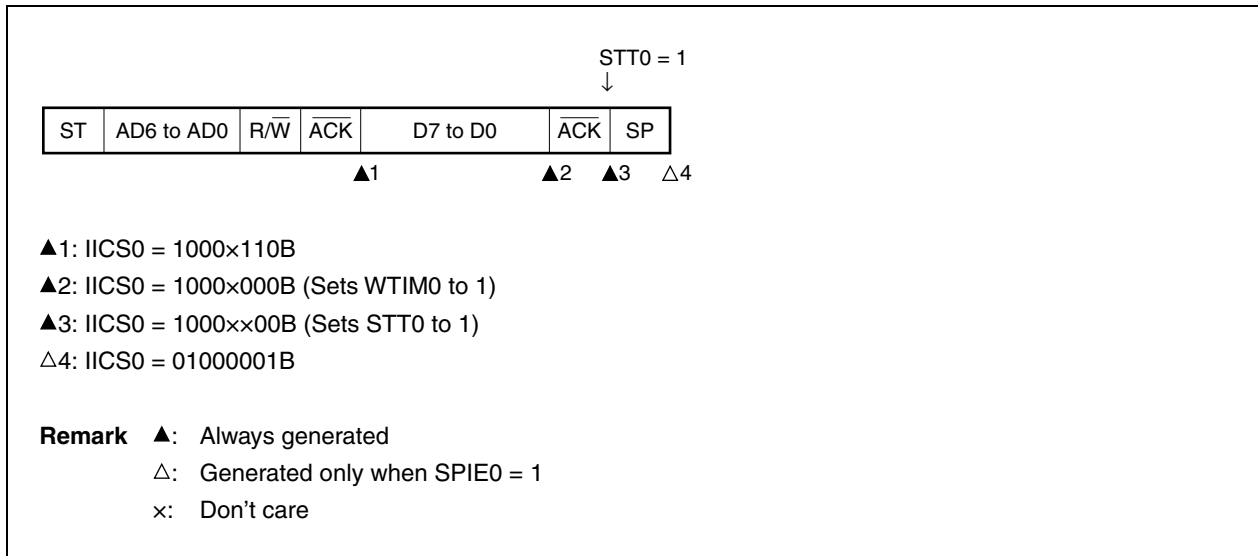 STT0 = 1
↓
ST AD6 to AD0 R/W̅ A̅C̅K̅ D7 to D0 A̅C̅K̅ SP
▲1 ▲2 ▲3 △4
▲1: IICS0 = 1000×110B
▲2: IICS0 = 1000×000B (Sets WTIM0 to 1)
▲3: IICS0 = 1000××00B (Sets STT0 to 1)
△4: IICS0 = 01000001B
Remark ▲: Always generated
△: Generated only when SPIE0 = 1
×: Don't care